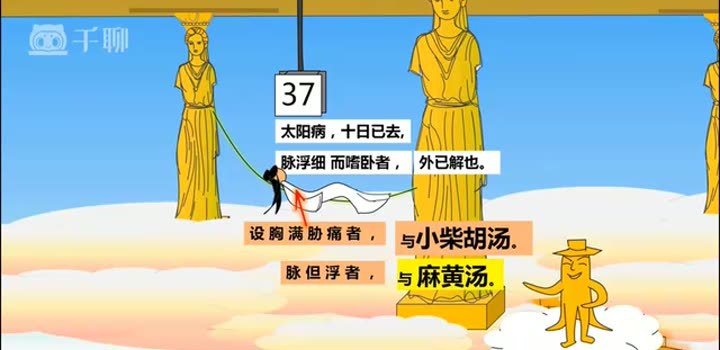 千聊
37
太阳病，十日已去,
脉浮细 而嗜卧者， 外已解也。
设胸满胁痛者， 与小柴胡汤。
脉但浮者， 与 麻黄汤。